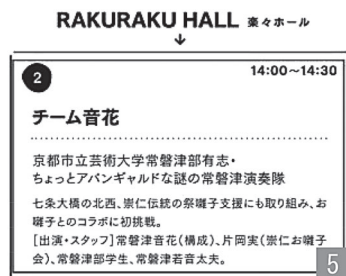 RAKURAKU HALL 楽々ホール
↓
2
14:00～14:30
チーム音花
京都市立芸術大学常磐津部有志・
ちょっとアバンギャルドな謎の常磐津演奏隊
七条大橋の北西、崇仁伝統の祭囃子支援にも取り組み、お
囃子とのコラボに初挑戦。
［出演・スタッフ］常磐津音花（構成）、片岡実（崇仁お囃子
会）、常磐津部学生、常磐津若音太夫。
5